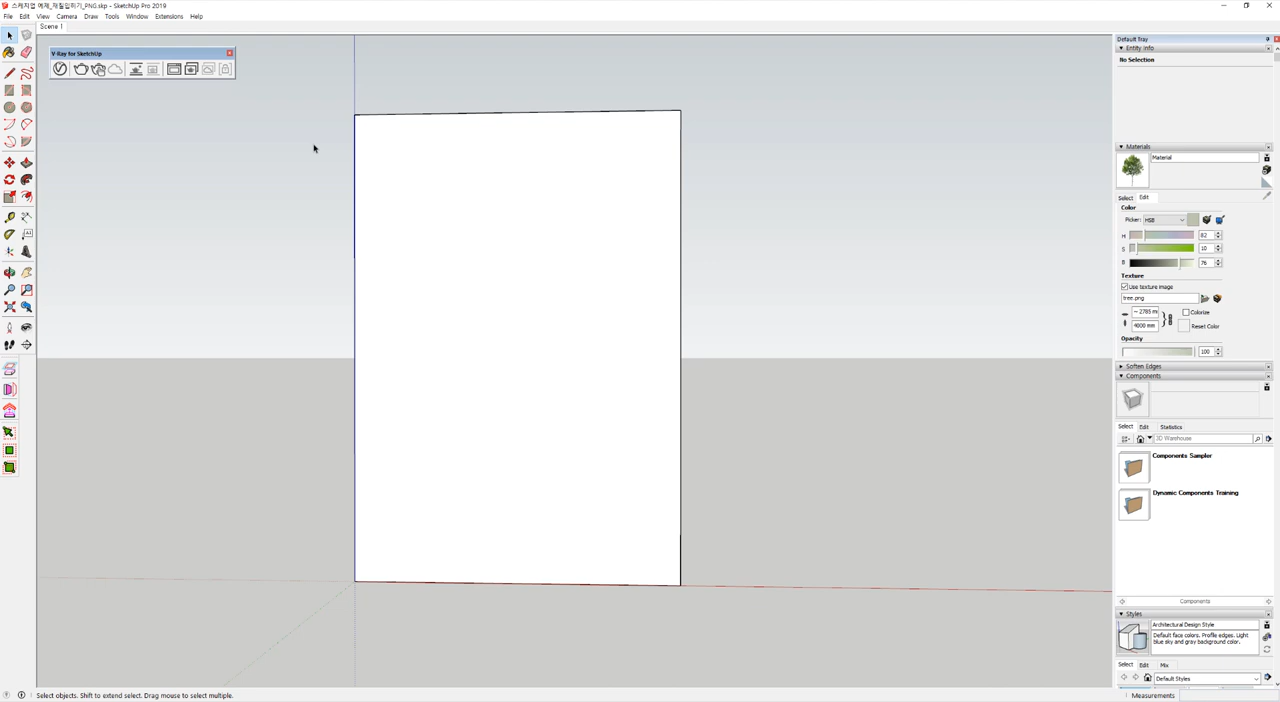 스케치업 예제_재질입히기_PNG.skp - SketchUp Pro 2019
File Edit View Camera Draw Tools Window Extensions Help
Scene 1
V-Ray for SketchUp
Default Tray
Entity Info
No Selection
Materials
Material
Select Edit
Color
Picker: HSB
H 82
S 10
B 76
Texture
Use texture image
tree.png
~ 2785 m
Colorize
4000 mm
Reset Color
Opacity
100
Soften Edges
Components
Select Edit Statistics
3D Warehouse
Components Sampler
Dynamic Components Training
Components
Styles
Architectural Design Style
Default face colors. Profile edges. Light blue sky and gray background color.
Select Edit Mix
Default Styles
Select objects. Shift to extend select. Drag mouse to select multiple.
Measurements